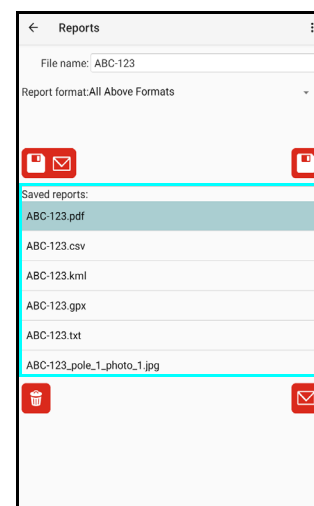 Reports
File name: ABC-123
Report format:All Above Formats
Saved reports:
ABC-123.pdf
ABC-123.csv
ABC-123.kml
ABC-123.gpx
ABC-123.txt
ABC-123_pole_1_photo_1.jpg